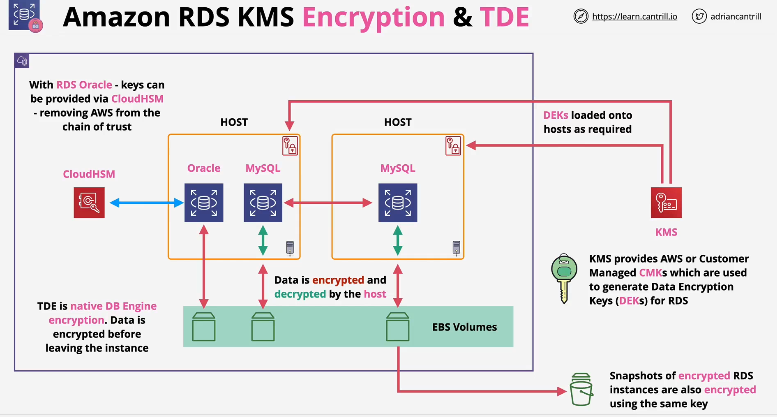 Amazon RDS KMS Encryption & TDE
https://learn.cantrill.io
adriancantrill
With RDS Oracle - keys can
be provided via CloudHSM
- removing AWS from the
chain of trust
HOST
HOST
DEKs loaded onto
hosts as required
CloudHSM
Oracle
MySQL
MySQL
KMS
KMS provides AWS or Customer
Managed CMKs which are used
to generate Data Encryption
Keys (DEKs) for RDS
Data is encrypted and
decrypted by the host
TDE is native DB Engine
encryption. Data is
encrypted before
leaving the instance
EBS Volumes
Snapshots of encrypted RDS
instances are also encrypted
using the same key